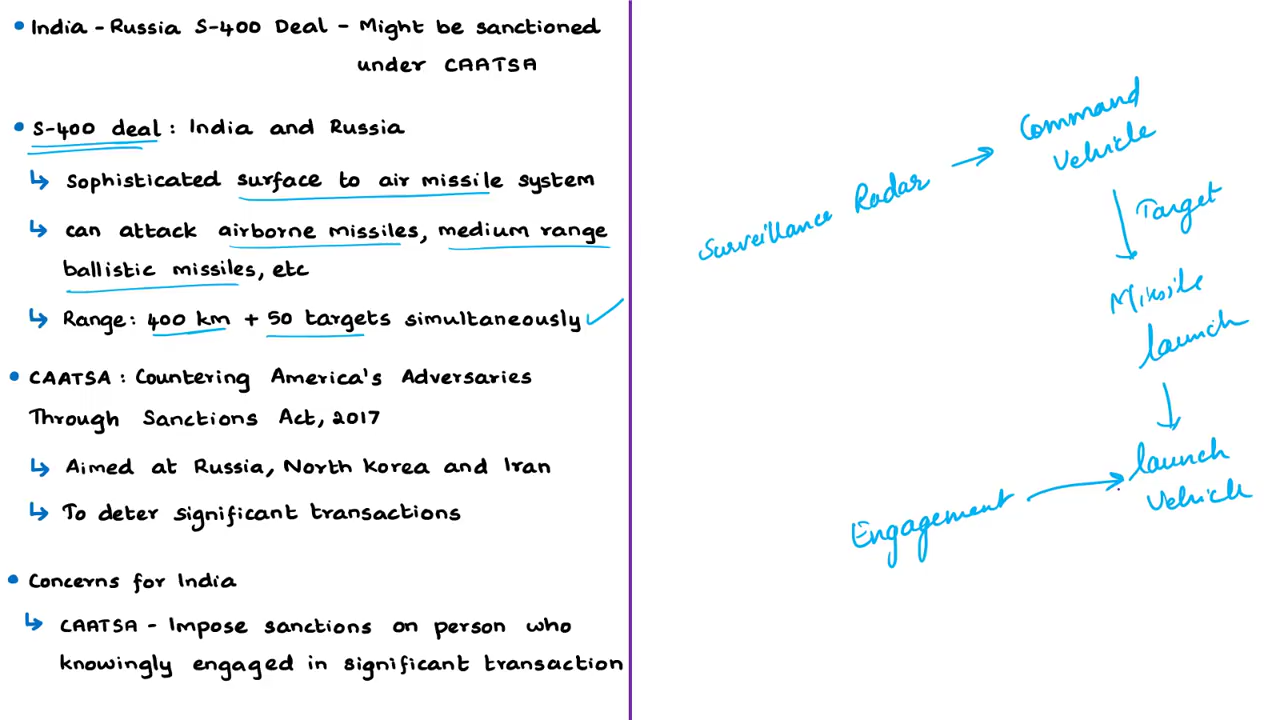 India - Russia S-400 Deal - Might be sanctioned
under CAATSA
S-400 deal: India and Russia
↳ Sophisticated surface to air missile system
↳ can attack airborne missiles, medium range
ballistic missiles, etc
↳ Range: 400 km + 50 targets simultaneously
CAATSA: Countering America's Adversaries
Through Sanctions Act, 2017
↳ Aimed at Russia, North Korea and Iran
↳ To deter significant transactions
Concerns for India
↳ CAATSA - Impose sanctions on person who
knowingly engaged in significant transaction
Surveillance Radar →
Command
Vehicle
Target
Missile
launch
launch
Vehicle
Engagement